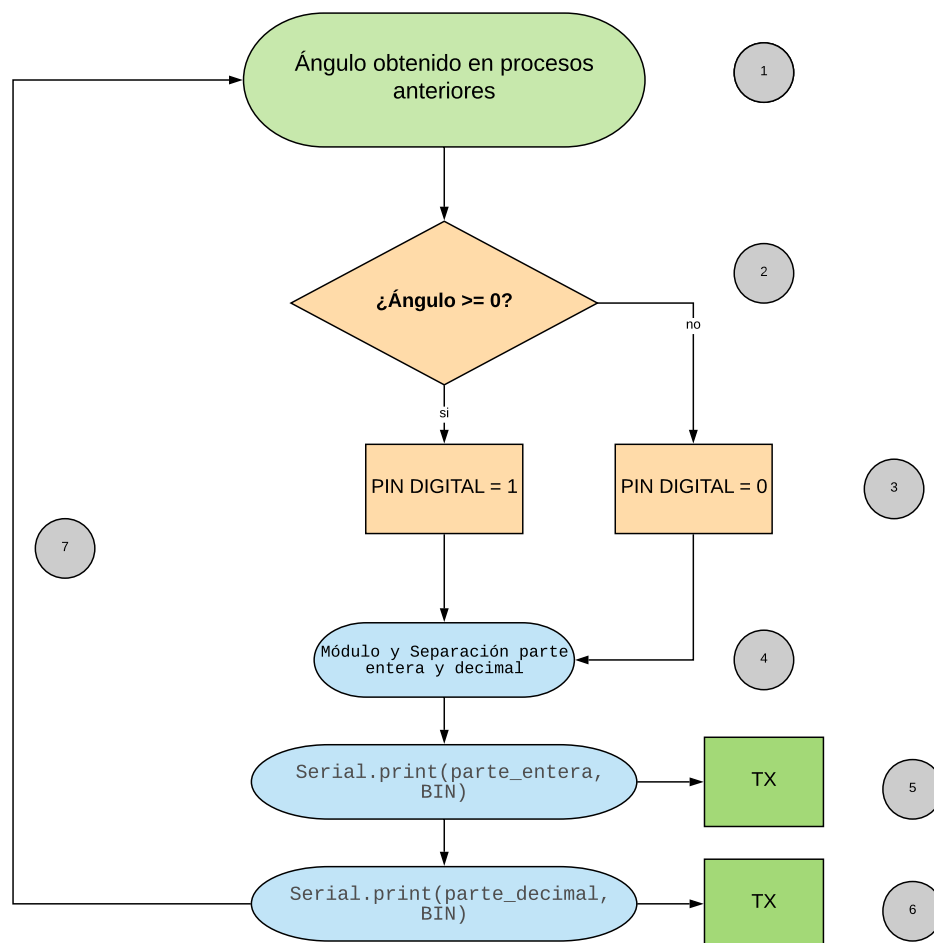 Ángulo obtenido en procesos
anteriores
1
¿Ángulo >= 0?
2
no
si
PIN DIGITAL = 1
PIN DIGITAL = 0
3
7
Módulo y Separación parte
entera y decimal
4
Serial.print(parte_entera,
BIN)
TX
5
Serial.print(parte_decimal,
BIN)
TX
6